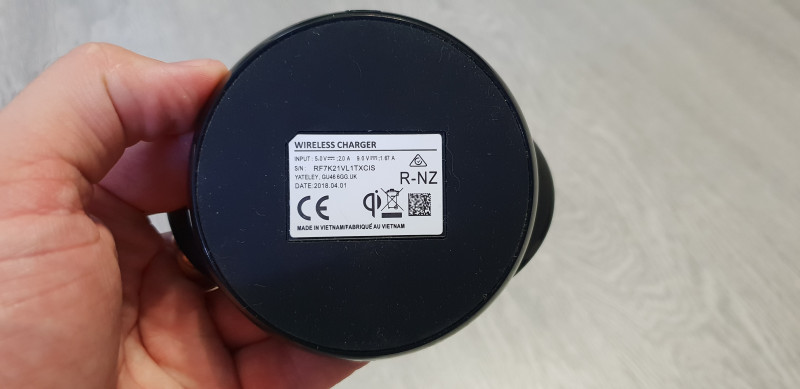 WIRELESS CHARGER
INPUT : 5.0 V⎓ ;2.0 A 9.0 V⎓ ;1.67 A
S/N : RF7K21VL1TXCIS
YATELEY, GU46 6GG.UK
DATE:2018.04.01
R-NZ
CE
qi
MADE IN VIETNAM/FABRIQUÉ AU VIETNAM